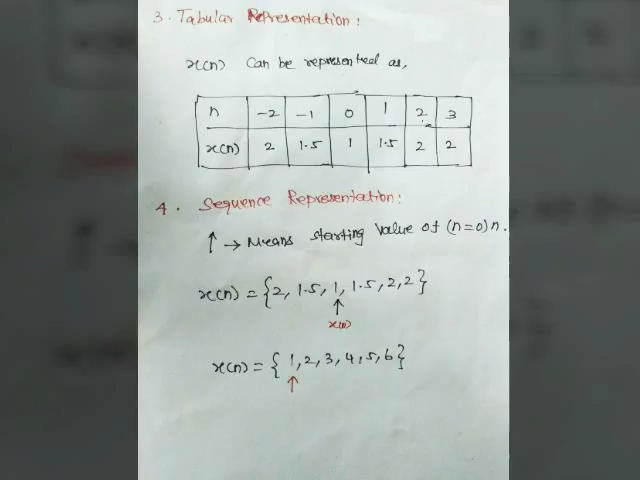 3. Tabular Representation:
x(n) Can be represented as,
n -2 -1 0 1 2 3
x(n) 2 1.5 1 1.5 2 2
4. Sequence Representation:
↑ → Means starting value of (n=0) n.
x(n) = {2, 1.5, 1, 1.5, 2, 2}
↑
x(0)
x(n) = { 1, 2, 3, 4, 5, 6}
↑